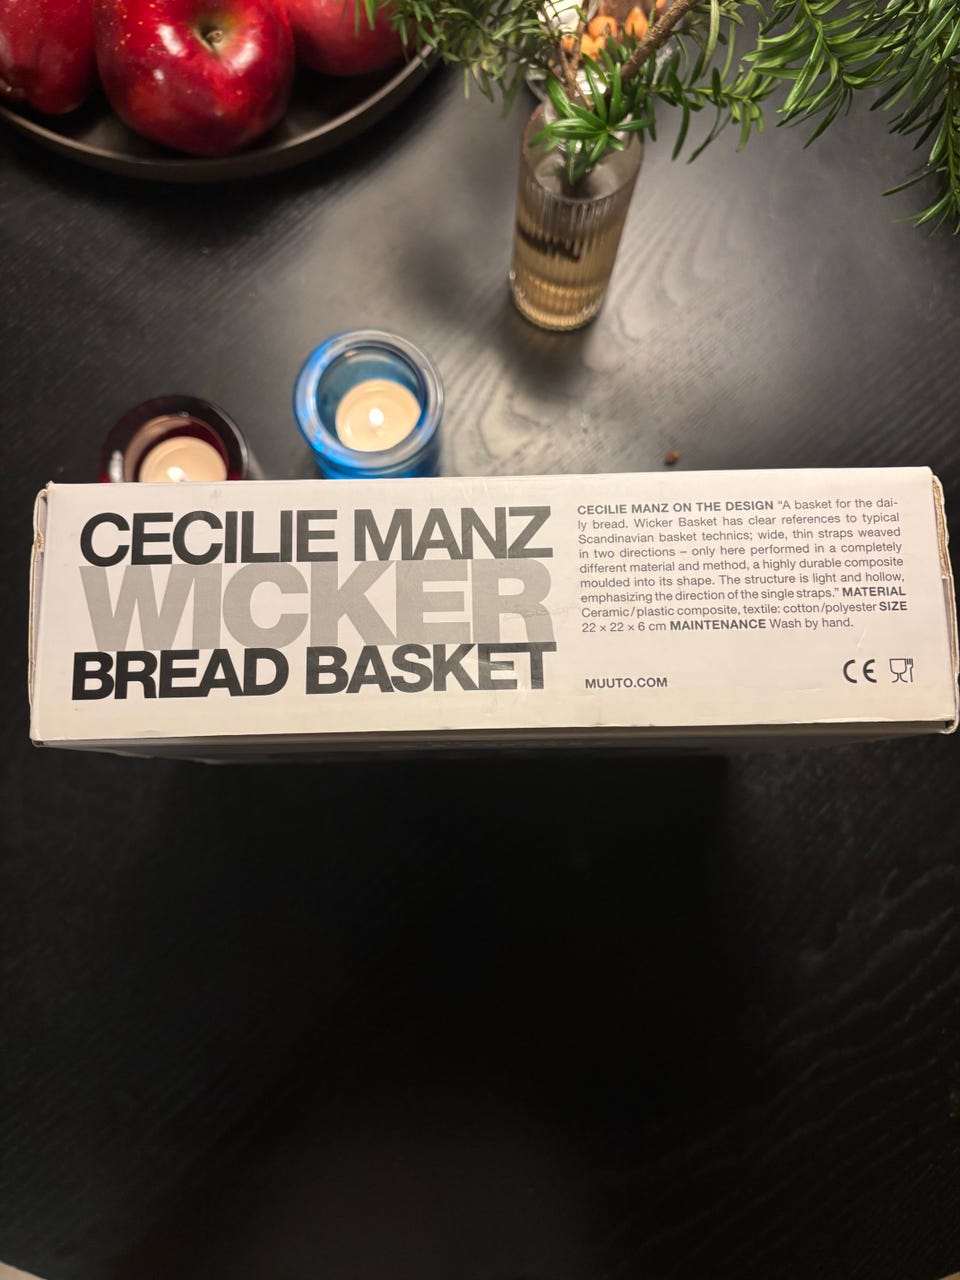 CECILIE MANZ
WICKER
BREAD BASKET
CECILIE MANZ ON THE DESIGN “A basket for the dai-
ly bread. Wicker Basket has clear references to typical
Scandinavian basket technics; wide, thin straps weaved
in two directions – only here performed in a completely
different material and method, a highly durable composite
moulded into its shape. The structure is light and hollow,
emphasizing the direction of the single straps.” MATERIAL
Ceramic/plastic composite, textile: cotton/polyester SIZE
22 × 22 × 6 cm MAINTENANCE Wash by hand.
MUUTO.COM
CE